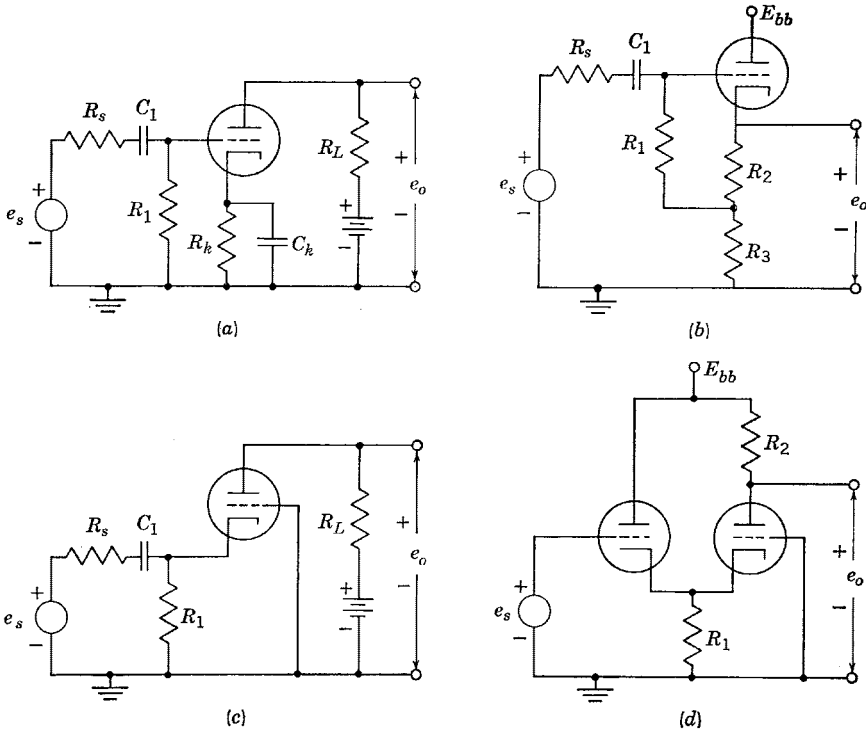 R_s
C_1
R_1
R_k
C_k
R_L
e_s
e_o
+
−
+
−
+
−
(a)
E_bb
R_s
C_1
R_1
R_2
R_3
e_s
e_o
+
−
+
−
(b)
R_s
C_1
R_1
R_L
e_s
e_o
+
−
+
−
+
−
(c)
E_bb
R_2
R_1
e_s
e_o
+
−
+
−
(d)